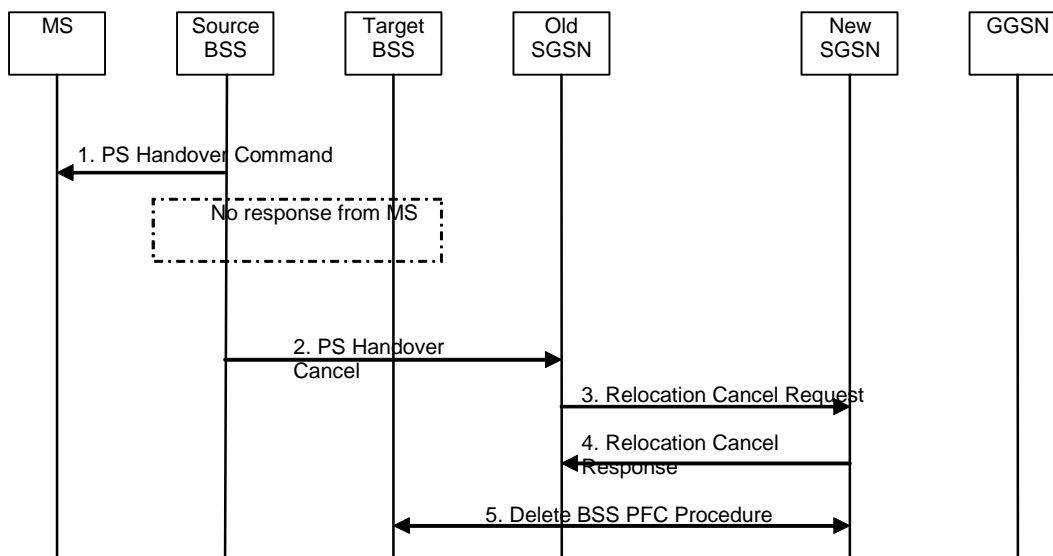 MS
Source
BSS
Target
BSS
Old
SGSN
New
SGSN
GGSN
1. PS Handover Command
No response from MS
2. PS Handover
Cancel
3. Relocation Cancel Request
4. Relocation Cancel
Response
5. Delete BSS PFC Procedure